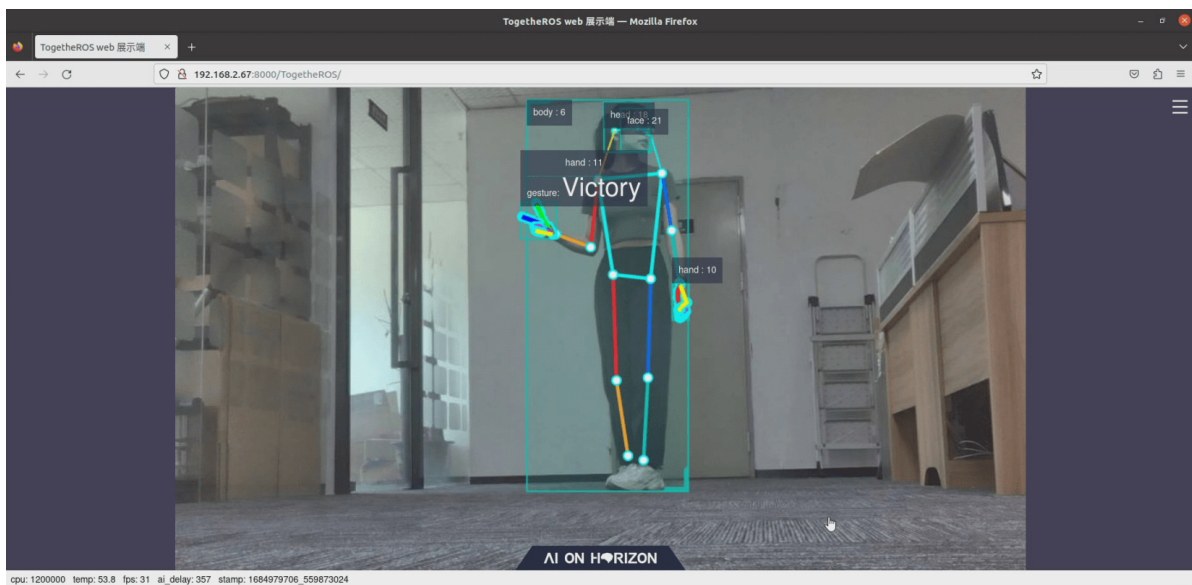 TogetheROS web 展示端 — Mozilla Firefox
TogetheROS web 展示端
192.168.2.67:8000/TogetheROS/
body : 6
head : 18
face : 21
hand : 11
gesture: Victory
hand : 10
AI ON HORIZON
cpu: 1200000 temp: 53.8 fps: 31 ai_delay: 357 stamp: 1684979706_559873024